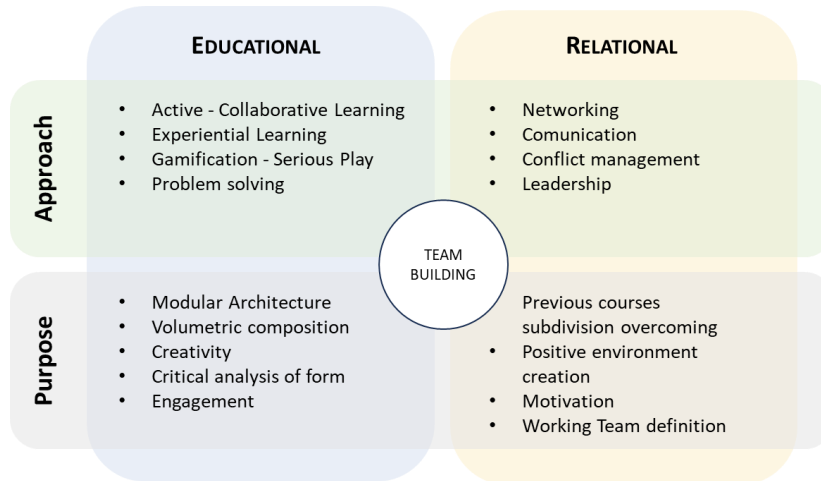 EDUCATIONAL
RELATIONAL
Approach
• Active - Collaborative Learning
• Experiential Learning
• Gamification - Serious Play
• Problem solving
• Networking
• Comunication
• Conflict management
• Leadership
TEAM
BUILDING
Purpose
• Modular Architecture
• Volumetric composition
• Creativity
• Critical analysis of form
• Engagement
Previous courses
subdivision overcoming
• Positive environment
creation
• Motivation
• Working Team definition